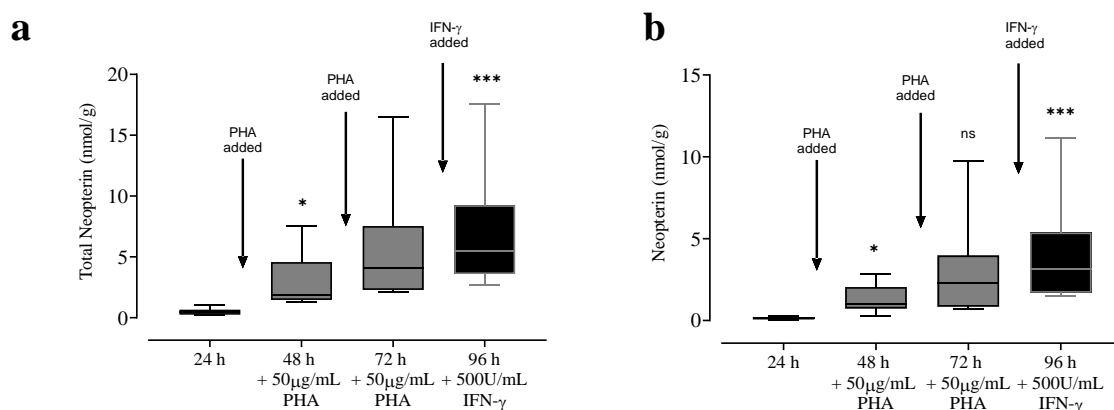 a
IFN-γ
added
PHA
added
PHA
added
Total Neopterin (nmol/g)
20
15
10
5
0
*
***
24 h
48 h
+ 50μg/mL
PHA
72 h
+ 50μg/mL
PHA
96 h
+ 500U/mL
IFN-γ
b
IFN-γ
added
PHA
added
PHA
added
Neopterin (nmol/g)
15
10
5
0
*
ns
***
24 h
48 h
+ 50μg/mL
PHA
72 h
+ 50μg/mL
PHA
96 h
+ 500U/mL
IFN-γ